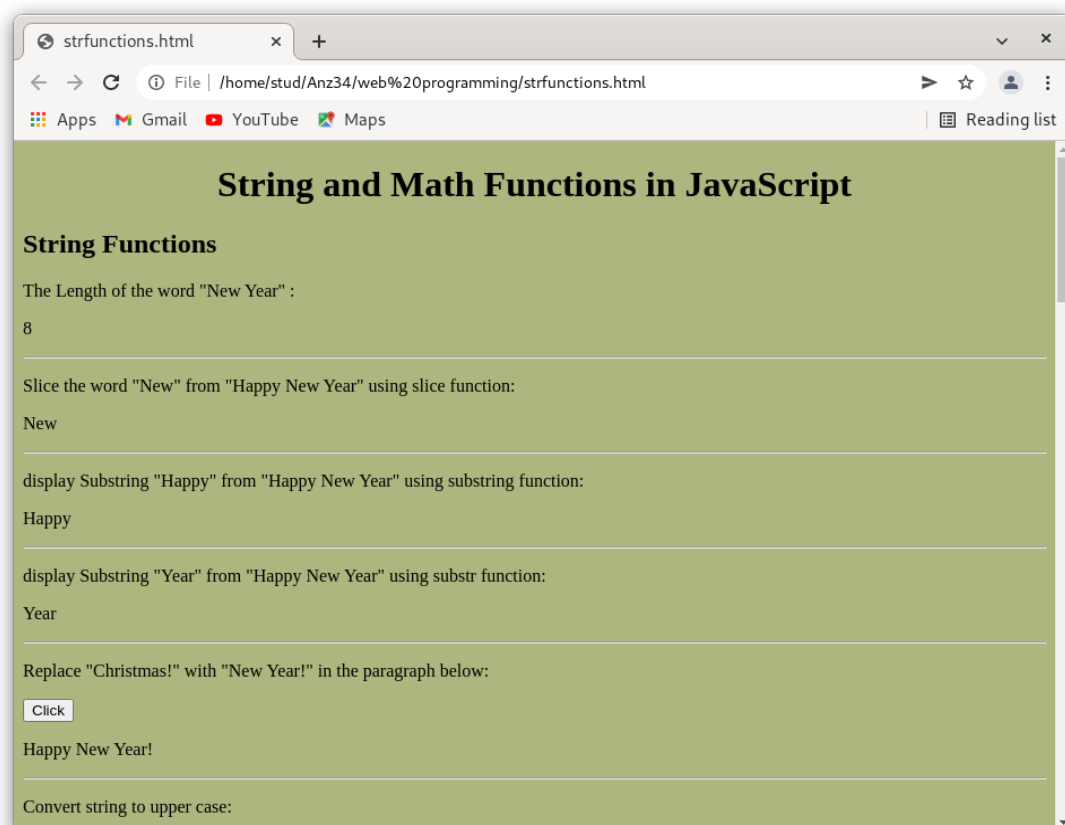 strfunctions.html
File | /home/stud/Anz34/web%20programming/strfunctions.html
Apps Gmail YouTube Maps Reading list
String and Math Functions in JavaScript
String Functions
The Length of the word "New Year" :
8
Slice the word "New" from "Happy New Year" using slice function:
New
display Substring "Happy" from "Happy New Year" using substring function:
Happy
display Substring "Year" from "Happy New Year" using substr function:
Year
Replace "Christmas!" with "New Year!" in the paragraph below:
Click
Happy New Year!
Convert string to upper case: